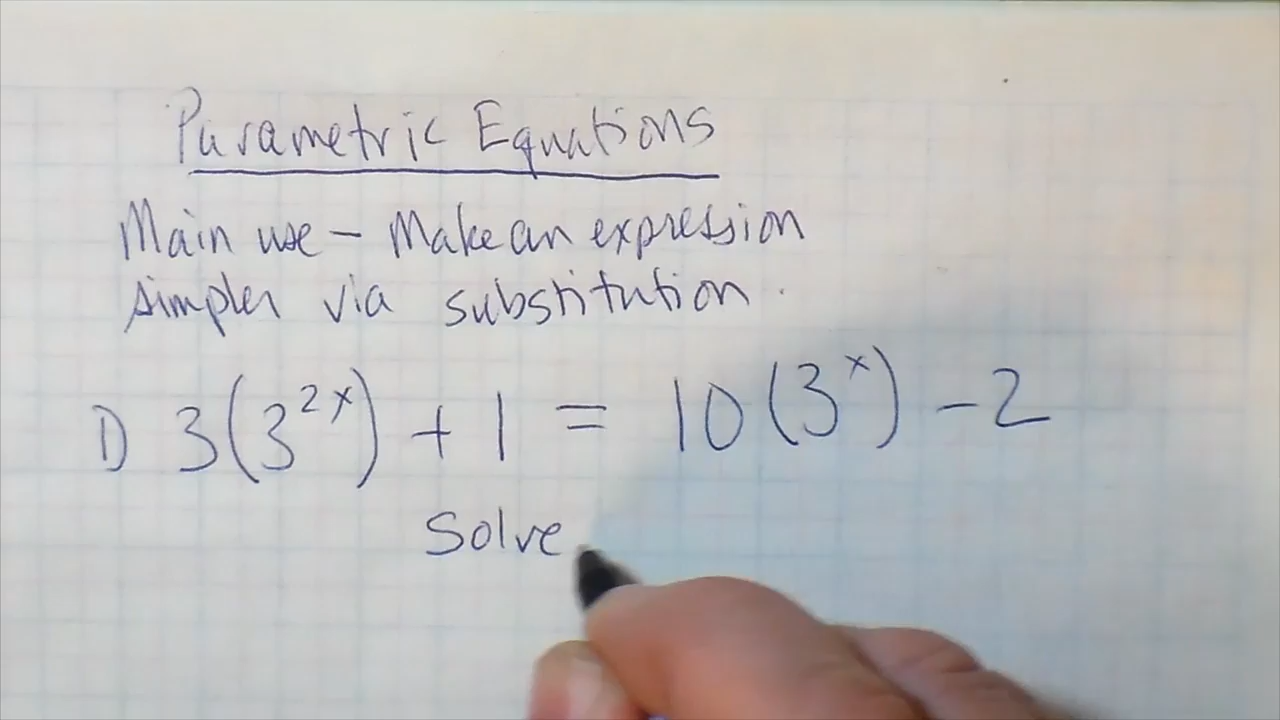 Parametric Equations
Main use - Make an expression
simpler via substitution.
1) 3(3^{2x}) + 1 = 10(3^x) - 2
Solve